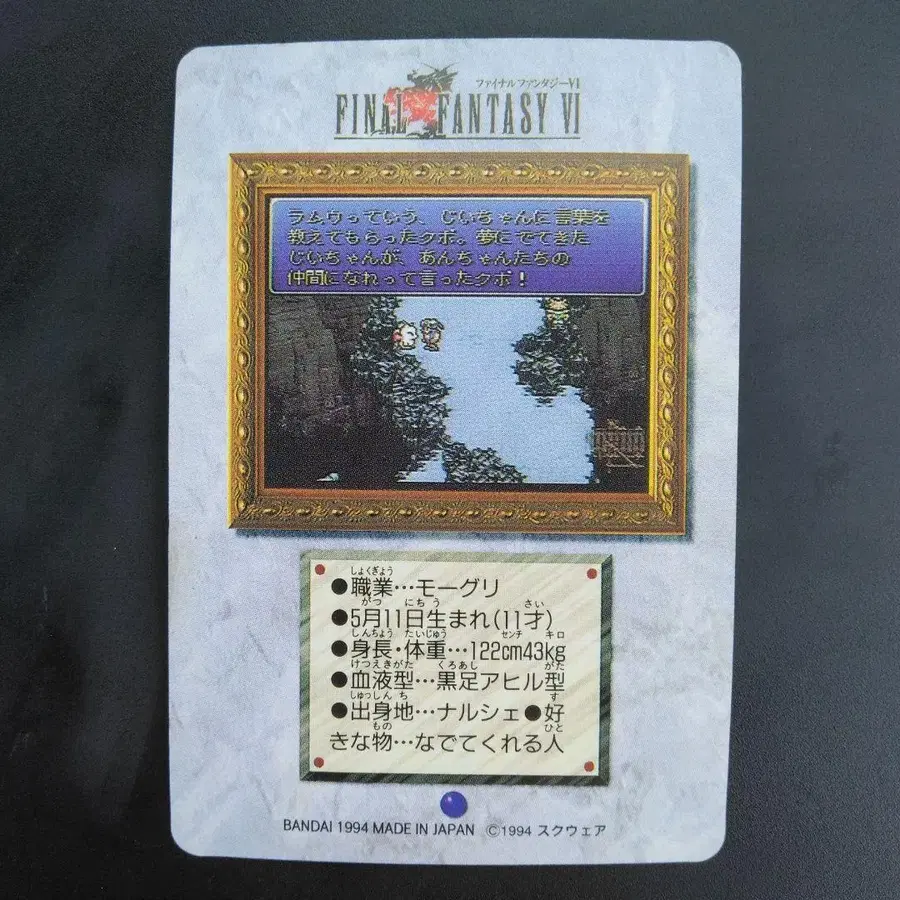 ファイナルファンタジーVI
FINAL FANTASY VI
ラムウっていう、じいちゃんに言葉を
教えてもらったクポ。夢にでてきた
じいちゃんが、あんちゃんたちの
仲間になれって言ったクポ!
しょくぎょう
●職業…モーグリ
がつ にちう さい
●5月11日生まれ(11才)
しんちょう たいじゅう センチ キロ
●身長・体重…122cm43kg
けつえきがた くろあし がた
●血液型…黒足アヒル型
しゅっしんち す
●出身地…ナルシェ●好
もの ひと
きな物…なでてくれる人
BANDAI 1994 MADE IN JAPAN ©1994 スクウェア